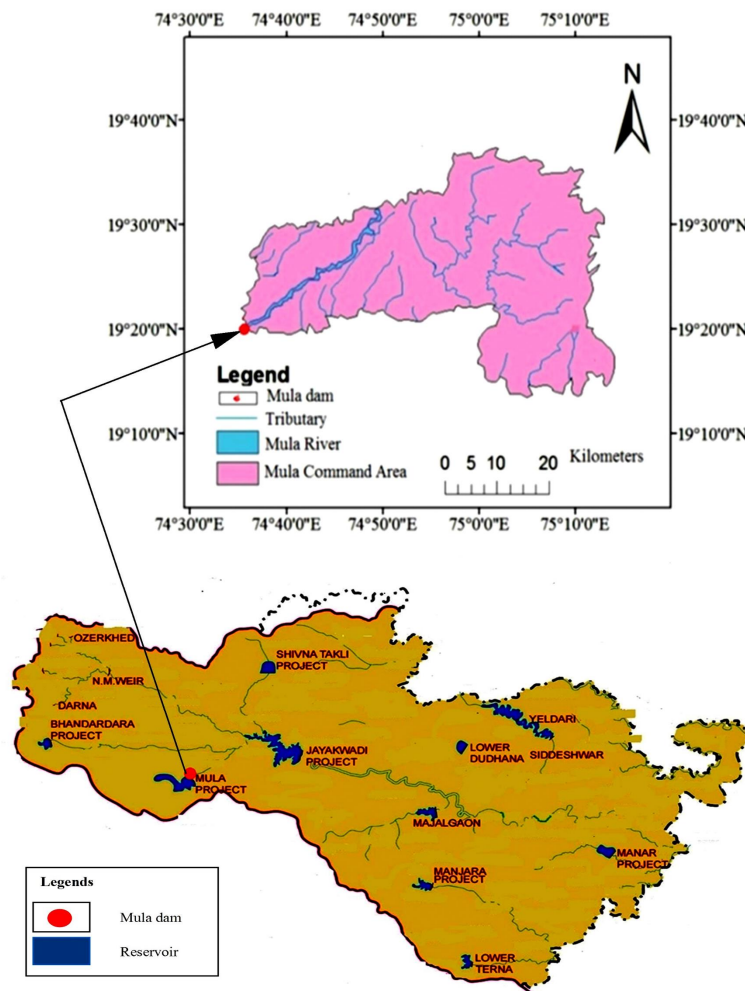 74°30'0"E 74°40'0"E 74°50'0"E 75°0'0"E 75°10'0"E
N
19°40'0"N 19°40'0"N
19°30'0"N 19°30'0"N
19°20'0"N 19°20'0"N
19°10'0"N 19°10'0"N
Legend
Mula dam
Tributary
Mula River
Mula Command Area
0 5 10 20 Kilometers
74°30'0"E 74°40'0"E 74°50'0"E 75°0'0"E 75°10'0"E
OZERKHED
N.M.WEIR
DARNA
BHANDARDARA
PROJECT
SHIVNA TAKLI
PROJECT
JAYAKWADI
PROJECT
MULA
PROJECT
YELDARI
LOWER
DUDHANA
SIDDESHWAR
MAJALGAON
MANJARA
PROJECT
MANAR
PROJECT
LOWER
TERNA
Legends
Mula dam
Reservoir